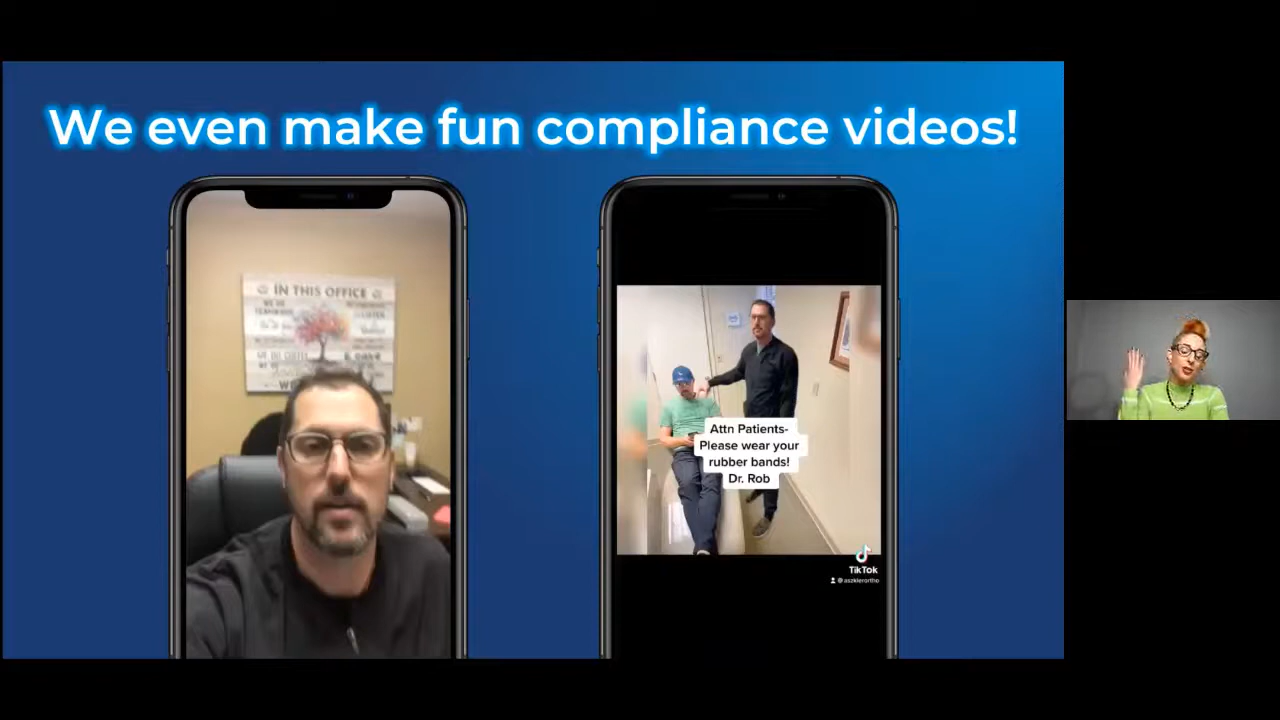 We even make fun compliance videos!
IN THIS OFFICE
Attn Patients-
Please wear your
rubber bands!
Dr. Rob
TikTok
@aszklerortho